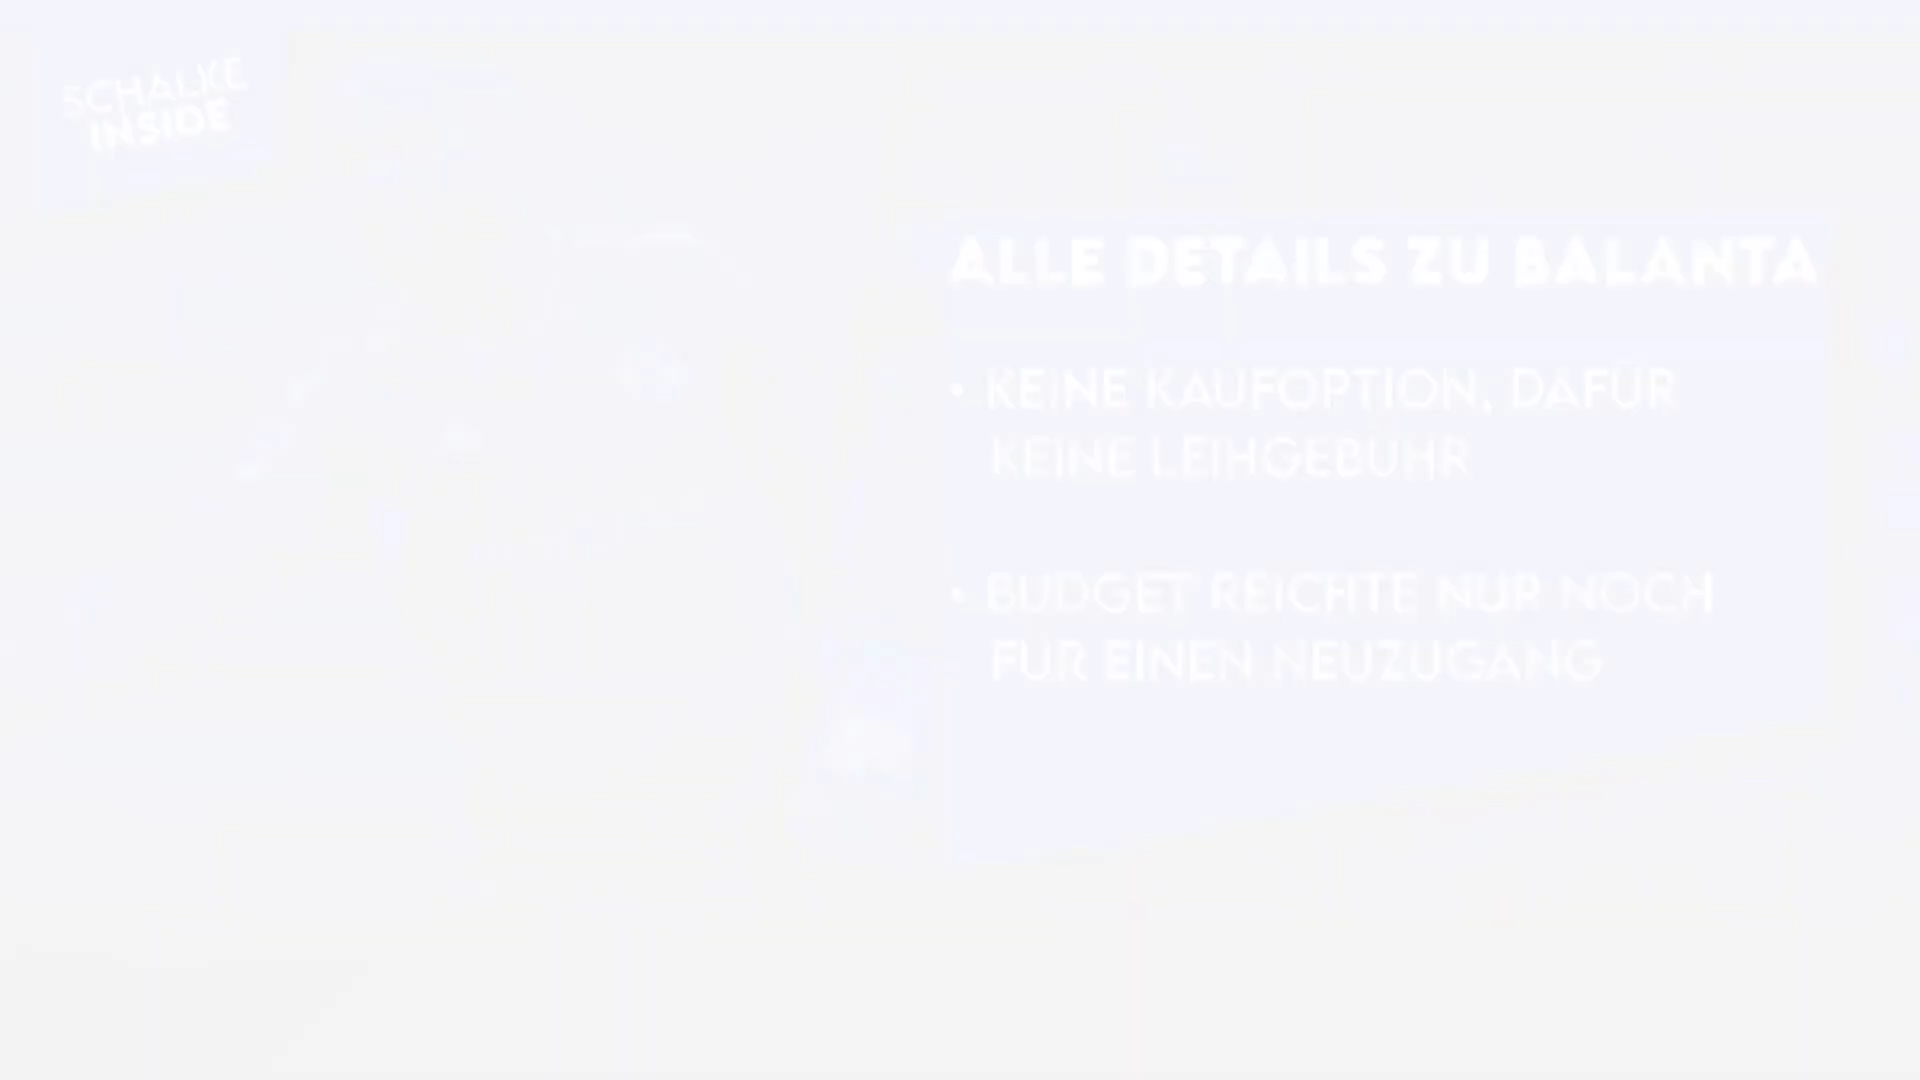 SCHALKE
INSIDE
ALLE DETAILS ZU BALANTA
• KEINE KAUFOPTION, DAFÜR
KEINE LEIHGEBÜHR
• BUDGET REICHTE NUR NOCH
FÜR EINEN NEUZUGANG